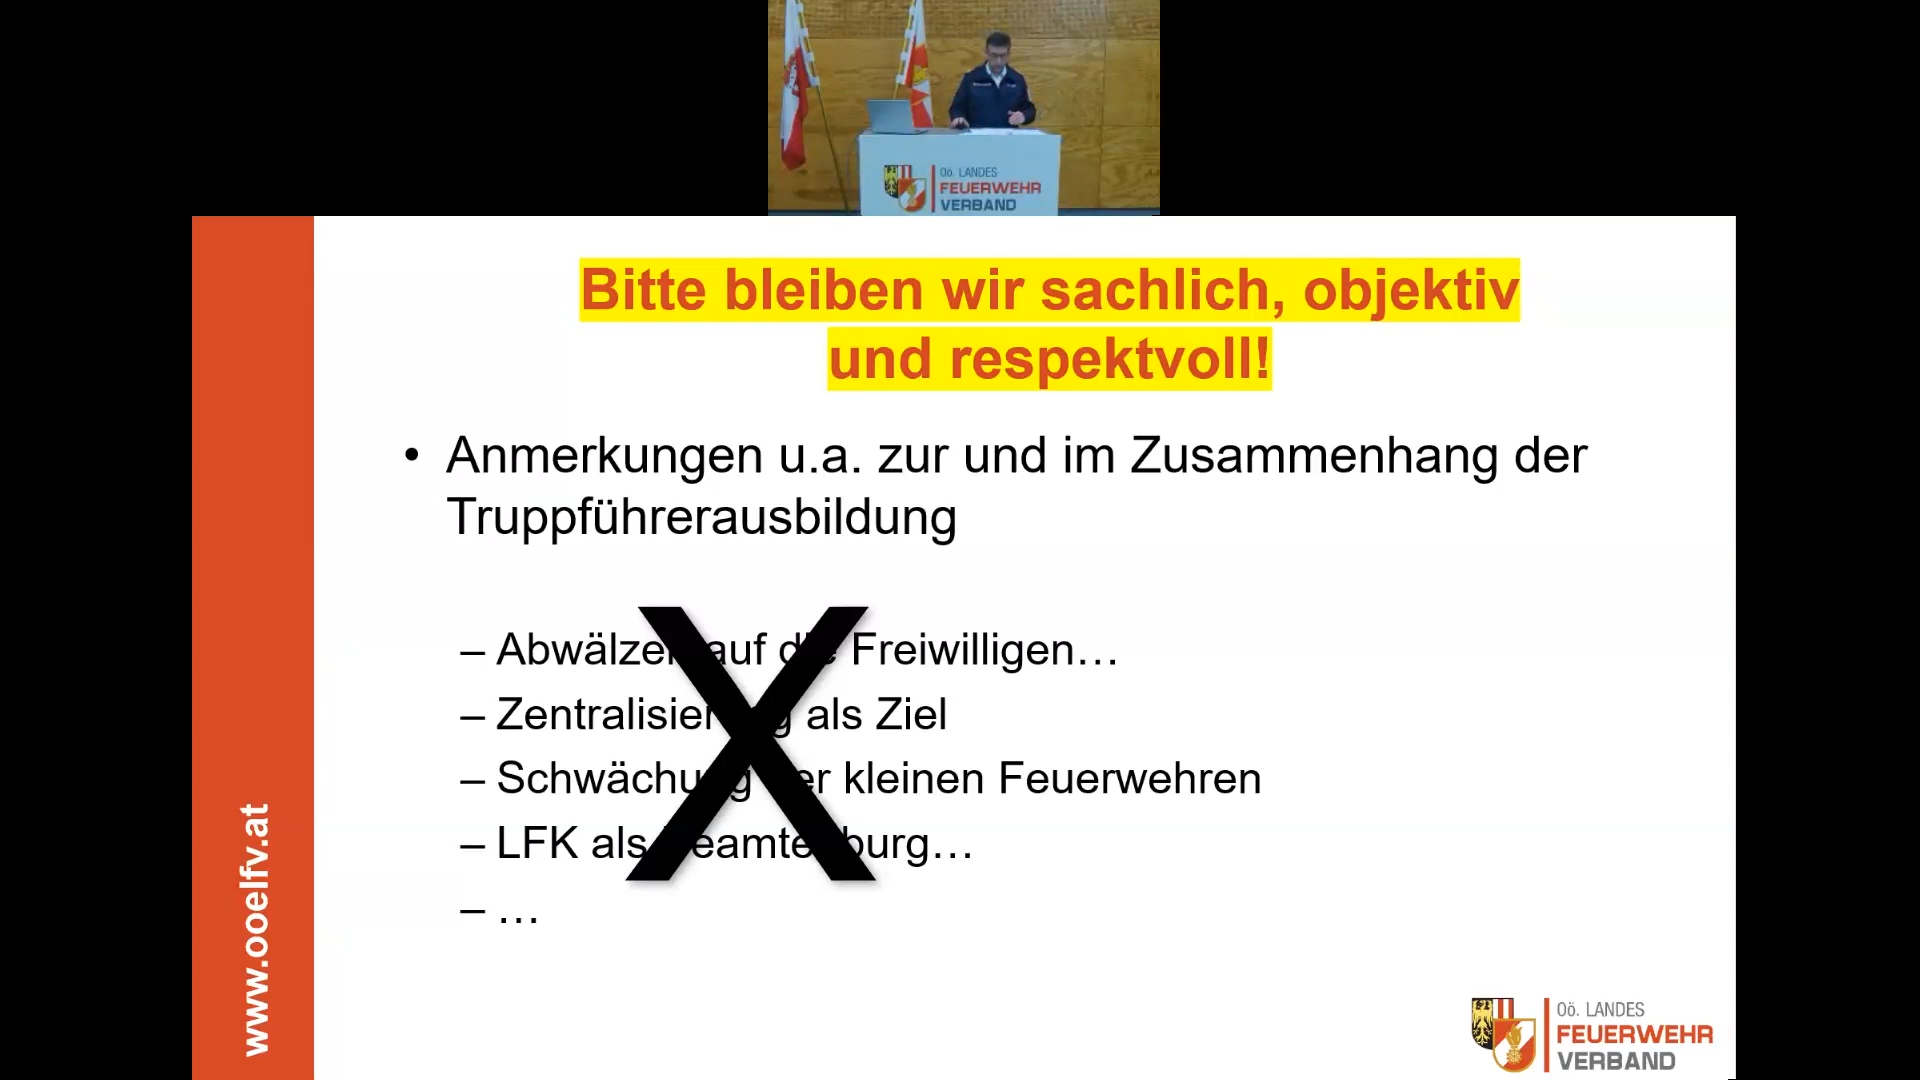 OÖ. LANDES
FEUERWEHR
VERBAND
Bitte bleiben wir sachlich, objektiv
und respektvoll!
• Anmerkungen u.a. zur und im Zusammenhang der
Truppführerausbildung
– Abwälzen auf die Freiwilligen…
– Zentralisierung als Ziel
– Schwächung der kleinen Feuerwehren
– LFK als Beamtenburg…
– …
X
www.ooelfv.at
OÖ. LANDES
FEUERWEHR
VERBAND